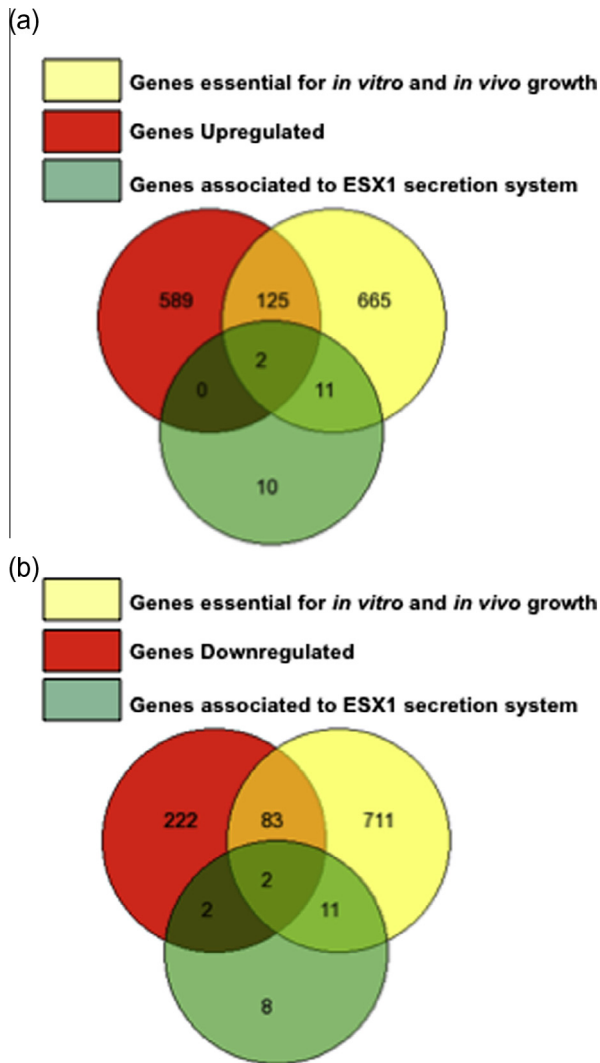 (a)
Genes essential for in vitro and in vivo growth
Genes Upregulated
Genes associated to ESX1 secretion system
589 125 665
2
0 11
10
(b)
Genes essential for in vitro and in vivo growth
Genes Downregulated
Genes associated to ESX1 secretion system
222 83 711
2
2 11
8